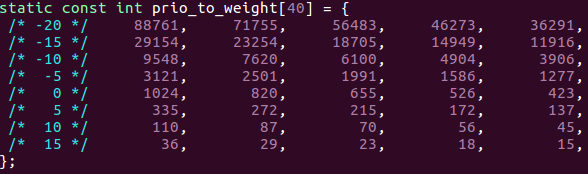 static const int prio_to_weight[40] = {
/* -20 */ 88761, 71755, 56483, 46273, 36291,
/* -15 */ 29154, 23254, 18705, 14949, 11916,
/* -10 */ 9548, 7620, 6100, 4904, 3906,
/* -5 */ 3121, 2501, 1991, 1586, 1277,
/* 0 */ 1024, 820, 655, 526, 423,
/* 5 */ 335, 272, 215, 172, 137,
/* 10 */ 110, 87, 70, 56, 45,
/* 15 */ 36, 29, 23, 18, 15,
};